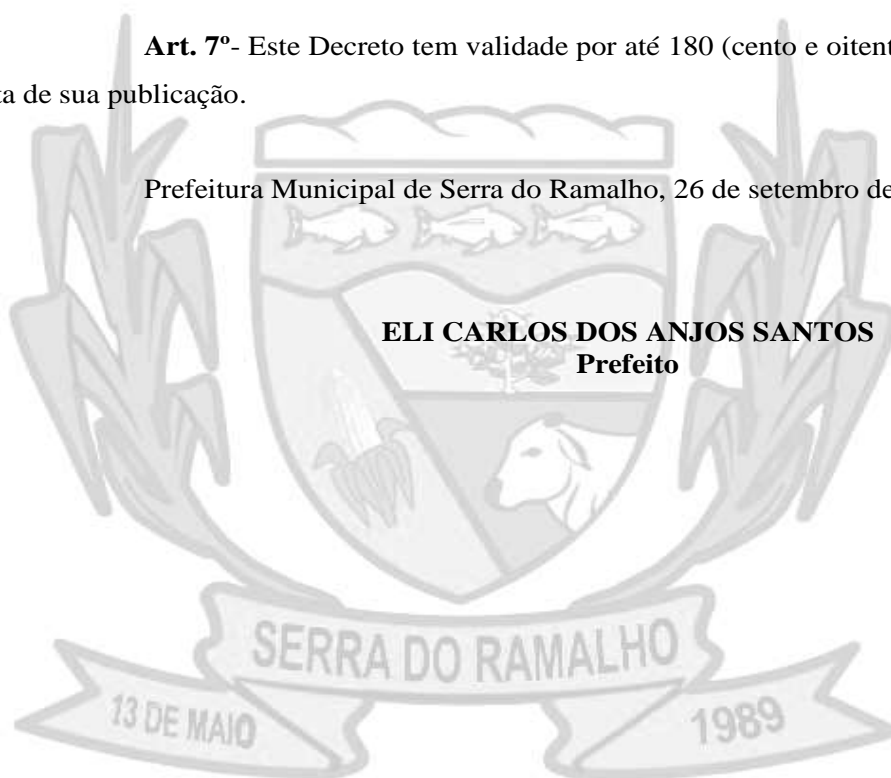 Art. 7º- Este Decreto tem validade por até 180 (cento e oitent
ta de sua publicação.
Prefeitura Municipal de Serra do Ramalho, 26 de setembro de
ELI CARLOS DOS ANJOS SANTOS
Prefeito
SERRA DO RAMALHO
13 DE MAIO
1989